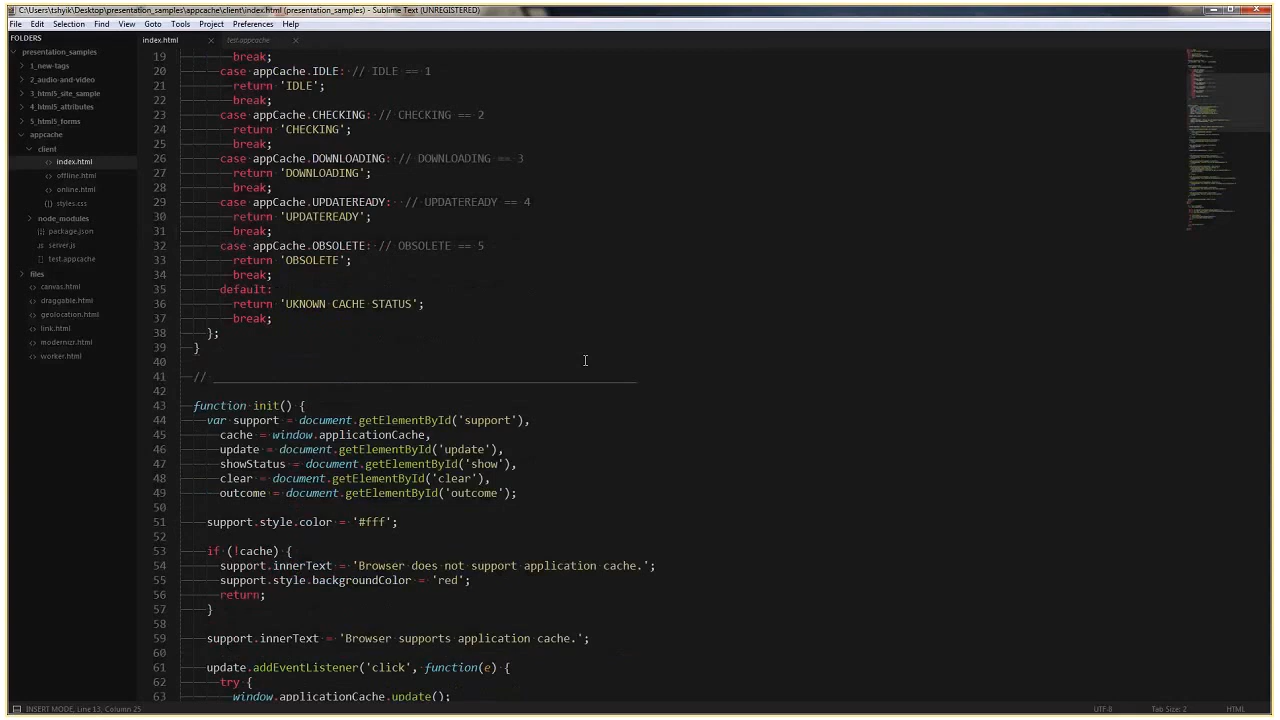 C:\Users\tshyik\Desktop\presentation_samples\appcache\client\index.html (presentation_samples) - Sublime Text (UNREGISTERED)
File Edit Selection Find View Goto Tools Project Preferences Help
FOLDERS
presentation_samples
1_new-tags
2_audio-and-video
3_html5_site_sample
4_html5_attributes
5_html5_forms
appcache
client
index.html
offline.html
online.html
styles.css
node_modules
package.json
server.js
test.appcache
files
canvas.html
draggable.html
geolocation.html
link.html
modernizr.html
worker.html
index.html × test.appcache ×
19 break;
20 case appCache.IDLE: // IDLE == 1
21 return 'IDLE';
22 break;
23 case appCache.CHECKING: // CHECKING == 2
24 return 'CHECKING';
25 break;
26 case appCache.DOWNLOADING: // DOWNLOADING == 3
27 return 'DOWNLOADING';
28 break;
29 case appCache.UPDATEREADY: // UPDATEREADY == 4
30 return 'UPDATEREADY';
31 break;
32 case appCache.OBSOLETE: // OBSOLETE == 5
33 return 'OBSOLETE';
34 break;
35 default:
36 return 'UKNOWN CACHE STATUS';
37 break;
38 };
39 }
40
41 // ________________________________________________________________
42
43 function init() {
44 var support = document.getElementById('support'),
45 cache = window.applicationCache,
46 update = document.getElementById('update'),
47 showStatus = document.getElementById('show'),
48 clear = document.getElementById('clear'),
49 outcome = document.getElementById('outcome');
50
51 support.style.color = '#fff';
52
53 if (!cache) {
54 support.innerText = 'Browser does not support application cache.';
55 support.style.backgroundColor = 'red';
56 return;
57 }
58
59 support.innerText = 'Browser supports application cache.';
60
61 update.addEventListener('click', function(e) {
62 try {
63 window.applicationCache.update();
INSERT MODE, Line 13, Column 25 UTF-8 Tab Size: 2 HTML